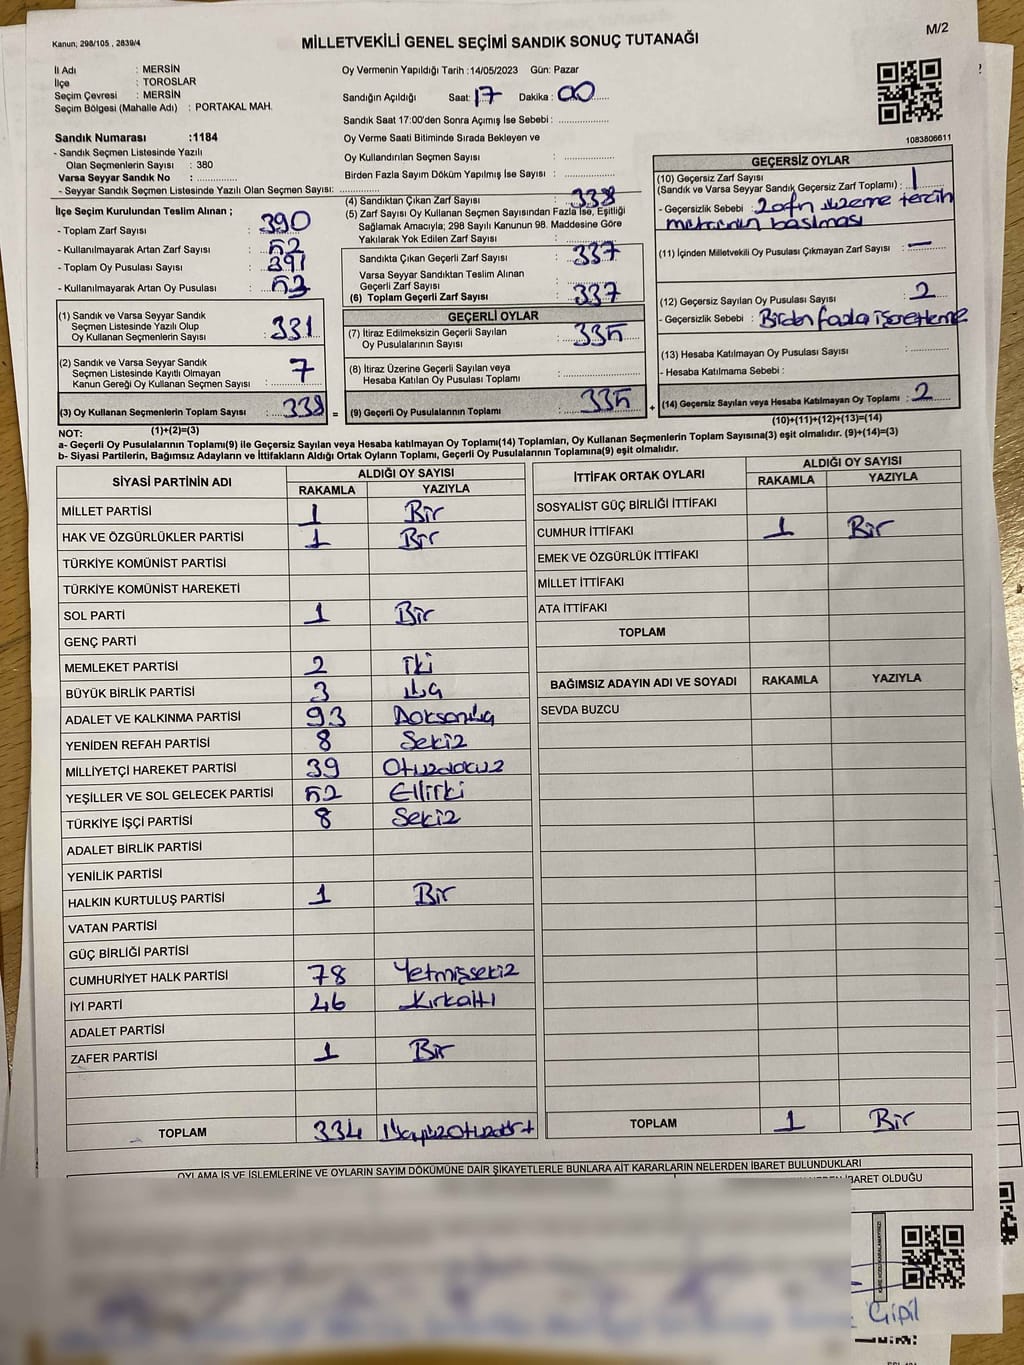 Kanun, 298/105 , 2839/4
MİLLETVEKİLİ GENEL SEÇİMİ SANDIK SONUÇ TUTANAĞI
M/2
İl Adı : MERSİN
İlçe : TOROSLAR
Seçim Çevresi : MERSİN
Seçim Bölgesi (Mahalle Adı) : PORTAKAL MAH.
Sandık Numarası :1184
- Sandık Seçmen Listesinde Yazılı
Olan Seçmenlerin Sayısı : 380
Varsa Seyyar Sandık No :
- Seyyar Sandık Seçmen Listesinde Yazılı Olan Seçmen Sayısı:
Oy Vermenin Yapıldığı Tarih :14/05/2023 Gün: Pazar
Sandığın Açıldığı Saat: 17 Dakika : 00
Sandık Saat 17:00'den Sonra Açımış İse Sebebi :
Oy Verme Saati Bitiminde Sırada Bekleyen ve
Oy Kullandırılan Seçmen Sayısı :
Birden Fazla Sayım Döküm Yapılmış İse Sayısı :
1083806611
İlçe Seçim Kurulundan Teslim Alınan ;
- Toplam Zarf Sayısı : 390
- Kullanılmayarak Artan Zarf Sayısı : 52
- Toplam Oy Pusulası Sayısı : 391
- Kullanılmayarak Artan Oy Pusulası : 53
(1) Sandık ve Varsa Seyyar Sandık
Seçmen Listesinde Yazılı Olup
Oy Kullanan Seçmenlerin Sayısı : 331
(2) Sandık ve Varsa Seyyar Sandık
Seçmen Listesinde Kayıtlı Olmayan
Kanun Gereği Oy Kullanan Seçmen Sayısı : 7
(3) Oy Kullanan Seçmenlerin Toplam Sayısı : 338 =
(4) Sandıktan Çıkan Zarf Sayısı : 338
(5) Zarf Sayısı Oy Kullanan Seçmen Sayısından Fazla İse, Eşitliği
Sağlamak Amacıyla; 298 Sayılı Kanunun 98. Maddesine Göre
Yakılarak Yok Edilen Zarf Sayısı :
Sandıkta Çıkan Geçerli Zarf Sayısı : 337
Varsa Seyyar Sandıktan Teslim Alınan
Geçerli Zarf Sayısı :
(6) Toplam Geçerli Zarf Sayısı : 337
GEÇERLİ OYLAR
(7) İtiraz Edilmeksizin Geçerli Sayılan
Oy Pusulalarının Sayısı : 335
(8) İtiraz Üzerine Geçerli Sayılan veya
Hesaba Katılan Oy Pusulası Toplamı :
(9) Geçerli Oy Pusulalarının Toplamı : 335 +
GEÇERSİZ OYLAR
(10) Geçersiz Zarf Sayısı
(Sandık ve Varsa Seyyar Sandık Geçersiz Zarf Toplamı) : 1
- Geçersizlik Sebebi : Zarfın üzerine tercih
mührünün basılması
(11) İçinden Milletvekili Oy Pusulası Çıkmayan Zarf Sayısı : —
(12) Geçersiz Sayılan Oy Pusulası Sayısı : 2
- Geçersizlik Sebebi : Birden fazla işaretleme
(13) Hesaba Katılmayan Oy Pusulası Sayısı :
- Hesaba Katılmama Sebebi :
(14) Geçersiz Sayılan veya Hesaba Katılmayan Oy Toplamı : 2
NOT: (1)+(2)=(3)
(10)+(11)+(12)+(13)=(14)
a- Geçerli Oy Pusulalarının Toplamı(9) ile Geçersiz Sayılan veya Hesaba katılmayan Oy Toplamı(14) Toplamları, Oy Kullanan Seçmenlerin Toplam Sayısına(3) eşit olmalıdır. (9)+(14)=(3)
b- Siyasi Partilerin, Bağımsız Adayların ve İttifakların Aldığı Ortak Oyların Toplamı, Geçerli Oy Pusulalarının Toplamına(9) eşit olmalıdır.
SİYASİ PARTİNİN ADI ALDIĞI OY SAYISI
RAKAMLA YAZIYLA
MİLLET PARTİSİ 1 Bir
HAK VE ÖZGÜRLÜKLER PARTİSİ 1 Bir
TÜRKİYE KOMÜNİST PARTİSİ
TÜRKİYE KOMÜNİST HAREKETİ
SOL PARTİ 1 Bir
GENÇ PARTİ
MEMLEKET PARTİSİ 2 İki
BÜYÜK BİRLİK PARTİSİ 3 üç
ADALET VE KALKINMA PARTİSİ 93 Doksanüç
YENİDEN REFAH PARTİSİ 8 Sekiz
MİLLİYETÇİ HAREKET PARTİSİ 39 Otuzdokuz
YEŞİLLER VE SOL GELECEK PARTİSİ 52 Elliiki
TÜRKİYE İŞÇİ PARTİSİ 8 Sekiz
ADALET BİRLİK PARTİSİ
YENİLİK PARTİSİ
HALKIN KURTULUŞ PARTİSİ 1 Bir
VATAN PARTİSİ
GÜÇ BİRLİĞİ PARTİSİ
CUMHURİYET HALK PARTİSİ 78 Yetmişsekiz
İYİ PARTİ 46 Kırkaltı
ADALET PARTİSİ
ZAFER PARTİSİ 1 Bir
TOPLAM 334 Üçyüzotuzdört
İTTİFAK ORTAK OYLARI ALDIĞI OY SAYISI
RAKAMLA YAZIYLA
SOSYALİST GÜÇ BİRLİĞİ İTTİFAKI
CUMHUR İTTİFAKI 1 Bir
EMEK VE ÖZGÜRLÜK İTTİFAKI
MİLLET İTTİFAKI
ATA İTTİFAKI
TOPLAM
BAĞIMSIZ ADAYIN ADI VE SOYADI RAKAMLA YAZIYLA
SEVDA BUZCU
TOPLAM 1 Bir
OYLAMA İŞ VE İŞLEMLERİNE VE OYLARIN SAYIM DÖKÜMÜNE DAİR ŞİKAYETLERLE BUNLARA AİT KARARLARIN NELERDEN İBARET BULUNDUKLARI
İBARET OLDUĞU